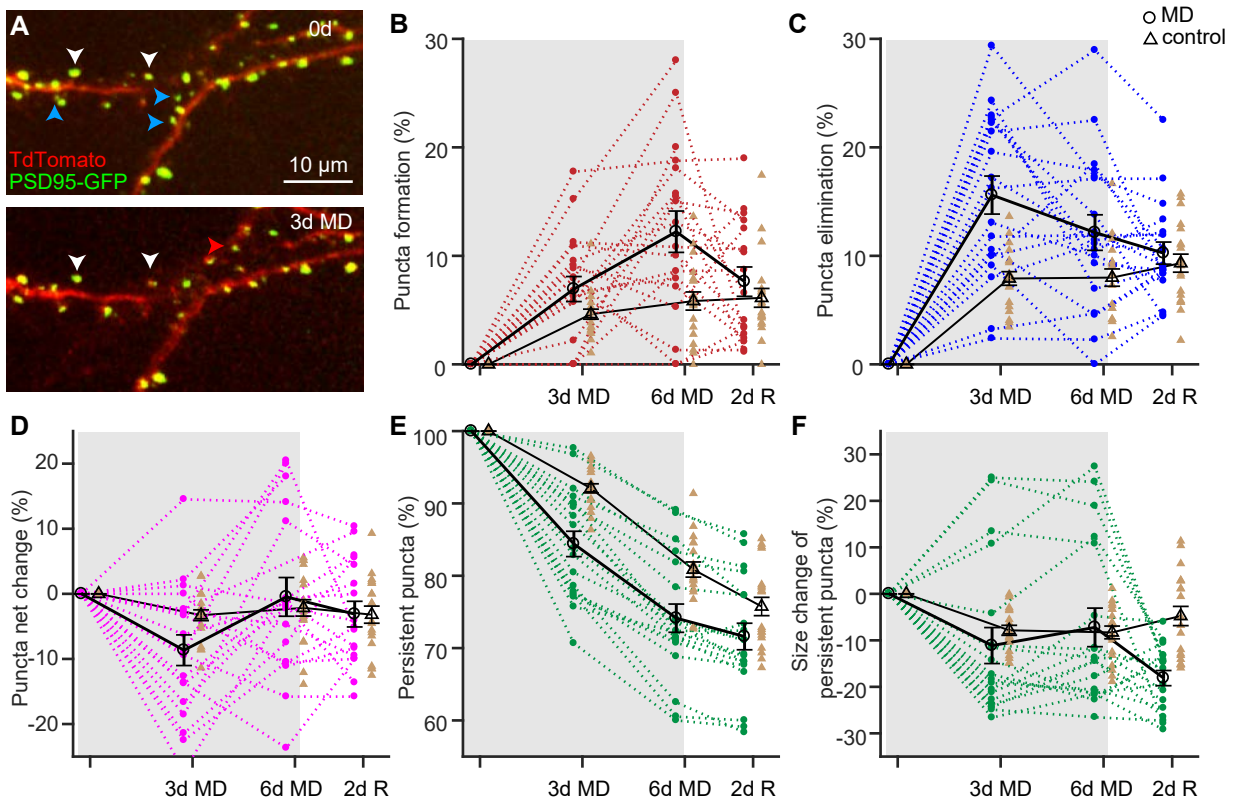 A
0d
TdTomato
PSD95-GFP
10 µm
3d MD
B
Puncta formation (%)
30
20
10
0
3d MD
6d MD
2d R
C
MD
control
Puncta elimination (%)
30
20
10
0
3d MD
6d MD
2d R
D
Puncta net change (%)
20
10
0
-10
-20
3d MD
6d MD
2d R
E
Persistent puncta (%)
100
90
80
70
60
3d MD
6d MD
2d R
F
Size change of
persistent puncta (%)
30
20
10
0
-10
-20
-30
3d MD
6d MD
2d R